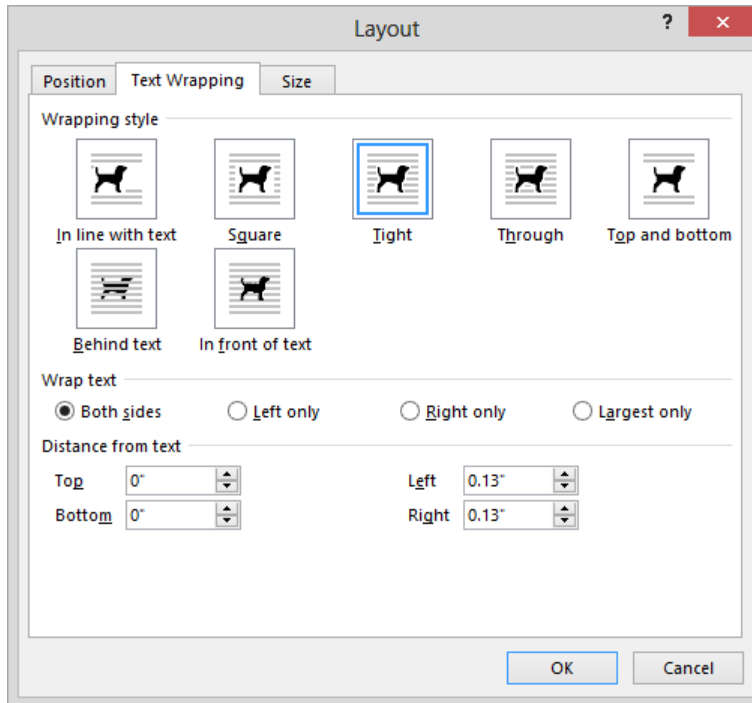 Layout ?
Position Text Wrapping Size
Wrapping style
In line with text Square Tight Through Top and bottom
Behind text In front of text
Wrap text
Both sides Left only Right only Largest only
Distance from text
Top 0" Left 0.13"
Bottom 0" Right 0.13"
OK Cancel